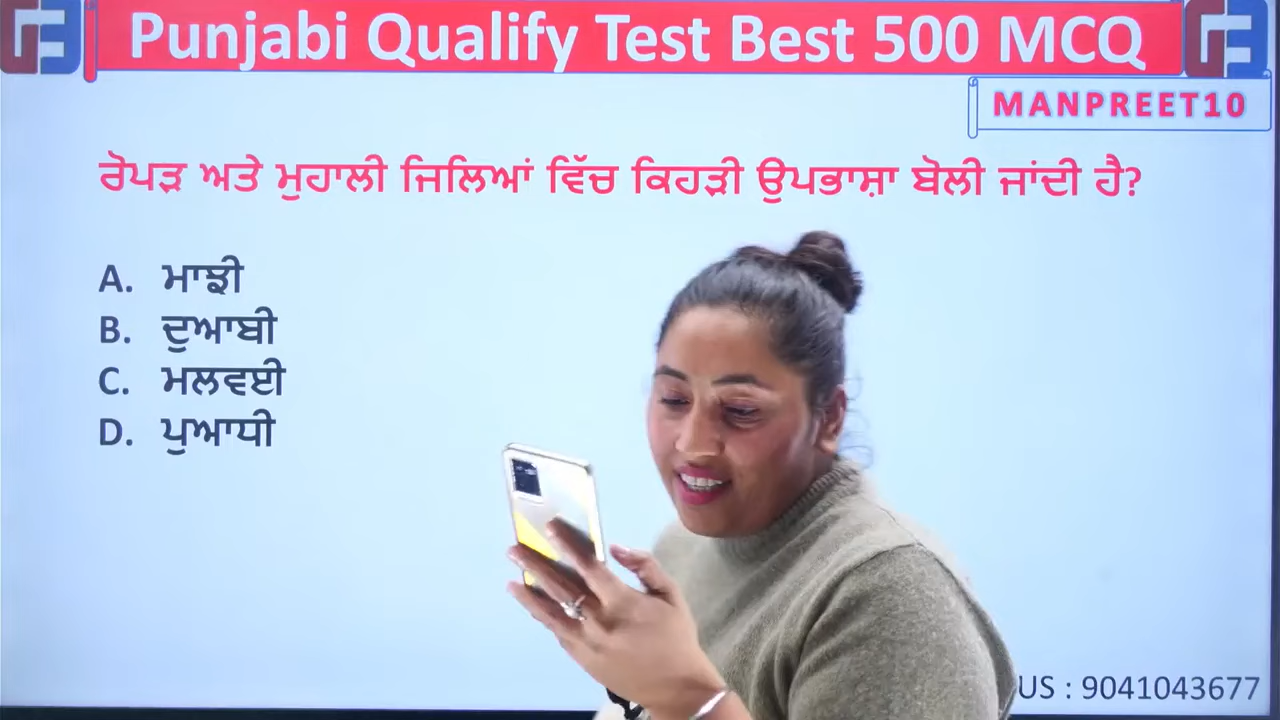 Punjabi Qualify Test Best 500 MCQ
MANPREET10
ਰੋਪੜ ਅਤੇ ਮੁਹਾਲੀ ਜਿਲਿਆਂ ਵਿੱਚ ਕਿਹੜੀ ਉਪਭਾਸ਼ਾ ਬੋਲੀ ਜਾਂਦੀ ਹੈ?
A. ਮਾਝੀ
B. ਦੁਆਬੀ
C. ਮਲਵਈ
D. ਪੁਆਧੀ
US : 9041043677